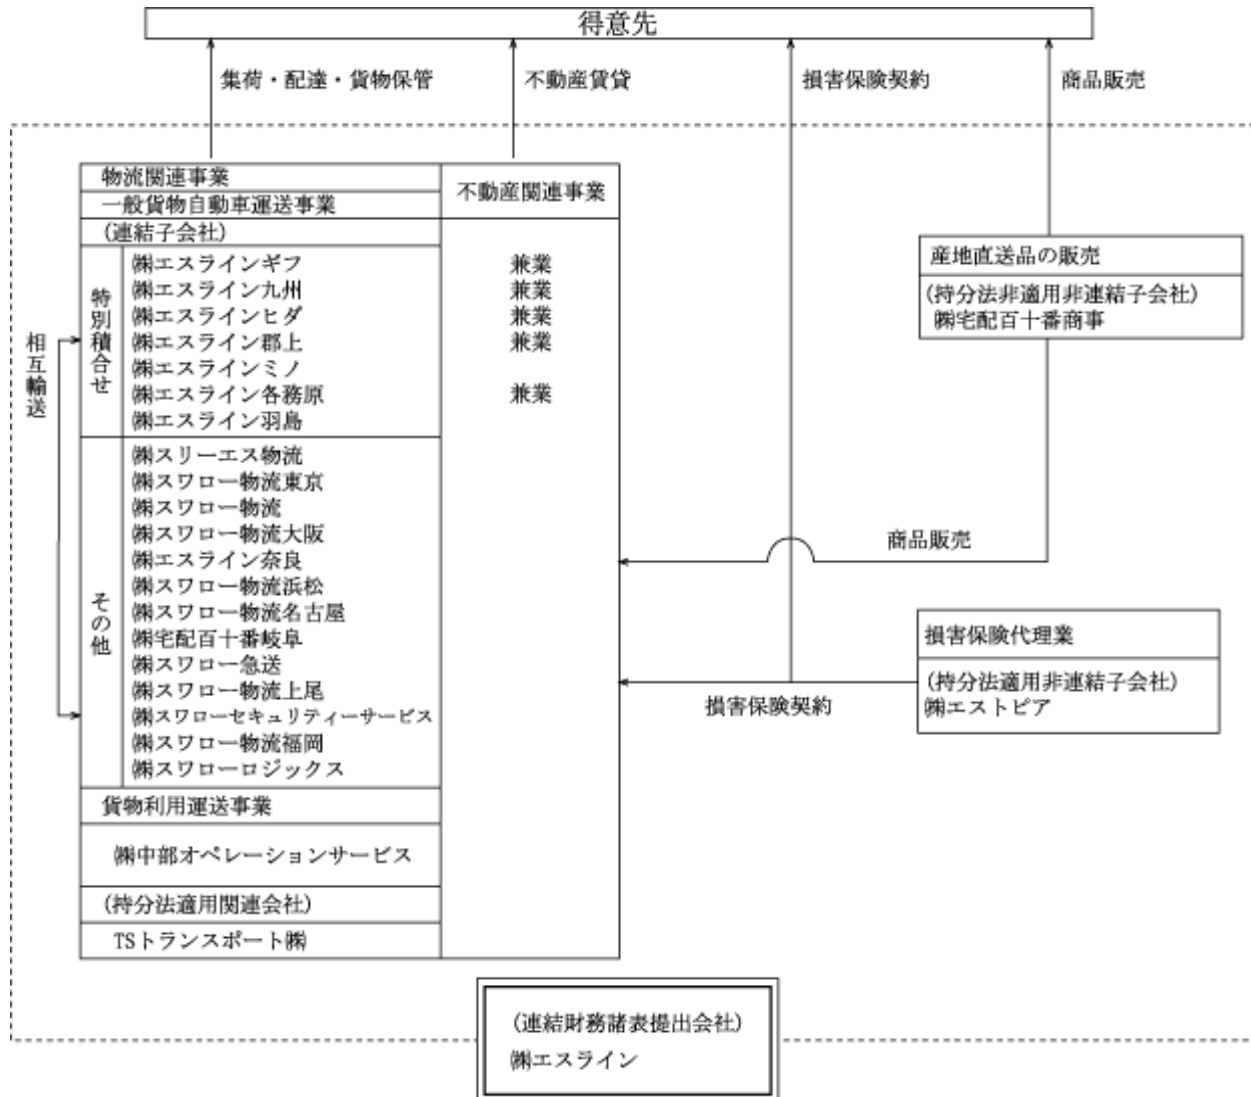 得意先
集荷・配達・貨物保管
不動産賃貸
損害保険契約
商品販売
物流関連事業
不動産関連事業
一般貨物自動車運送事業
(連結子会社)
特別積合せ
㈱エスラインギフ 兼業
㈱エスライン九州 兼業
㈱エスラインヒダ 兼業
㈱エスライン郡上 兼業
㈱エスラインミノ
㈱エスライン各務原 兼業
㈱エスライン羽島
相互輸送
その他
㈱スリーエス物流
㈱スワロー物流東京
㈱スワロー物流
㈱スワロー物流大阪
㈱エスライン奈良
㈱スワロー物流浜松
㈱スワロー物流名古屋
㈱宅配百十番岐阜
㈱スワロー急送
㈱スワロー物流上尾
㈱スワローセキュリティーサービス
㈱スワロー物流福岡
㈱スワローロジックス
貨物利用運送事業
㈱中部オペレーションサービス
(持分法適用関連会社)
TSトランスポート㈱
産地直送品の販売
(持分法非適用非連結子会社)
㈱宅配百十番商事
商品販売
損害保険代理業
(持分法適用非連結子会社)
㈱エストピア
損害保険契約
(連結財務諸表提出会社)
㈱エスライン